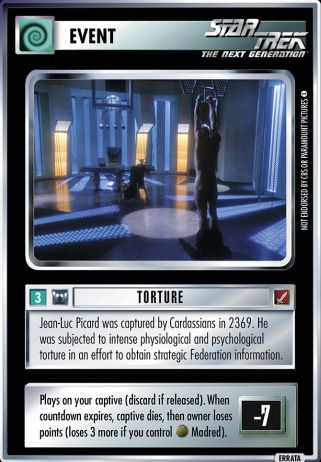 EVENT
STAR TREK
THE NEXT GENERATION
NOT ENDORSED BY CBS OR PARAMOUNT PICTURES
3 TORTURE
Jean-Luc Picard was captured by Cardassians in 2369. He
was subjected to intense physiological and psychological
torture in an effort to obtain strategic Federation information.
Plays on your captive (discard if released). When
countdown expires, captive dies, then owner loses
points (loses 3 more if you control Madred).
-7
ERRATA